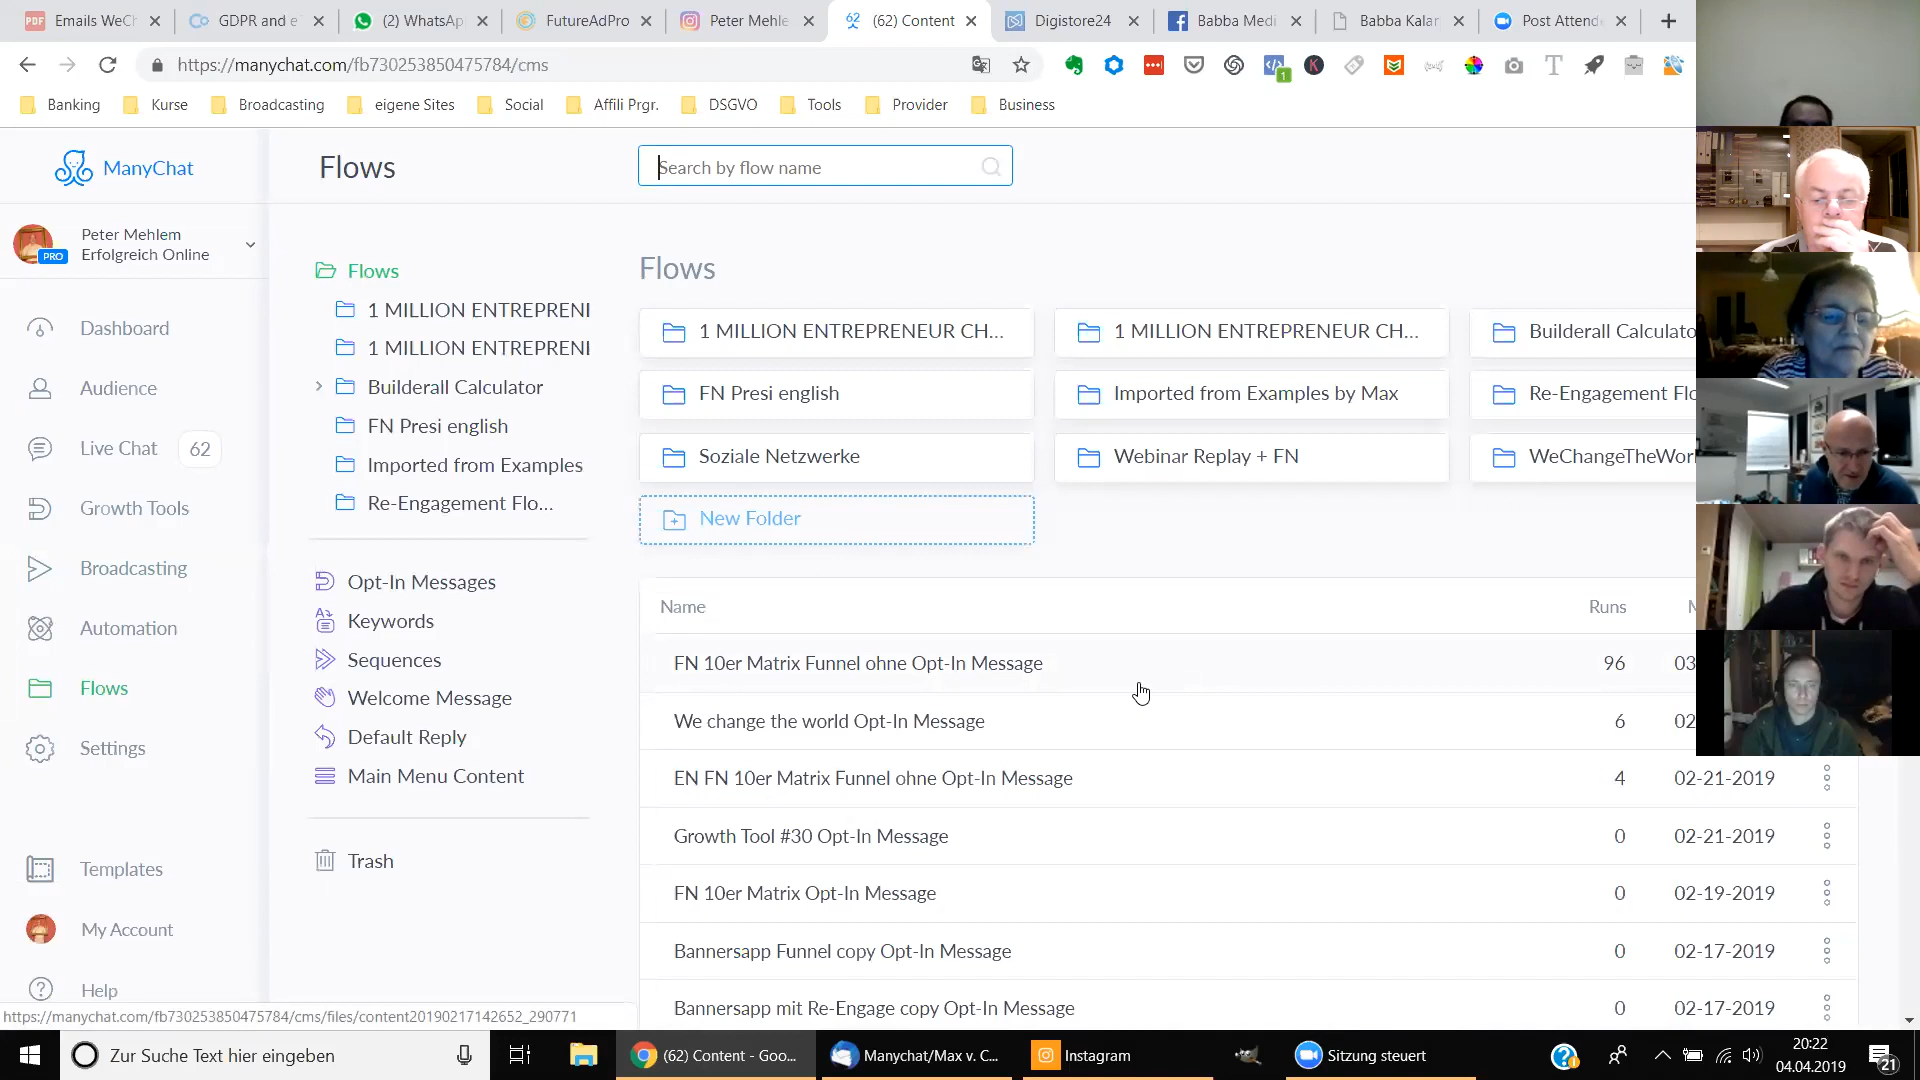 Emails WeCh
GDPR and e
(2) WhatsAp
FutureAdPro
Peter Mehle
(62) Content
Digistore24
Babba Medi
Babba Kalar
Post Attende
https://manychat.com/fb730253850475784/cms
Banking
Kurse
Broadcasting
eigene Sites
Social
Affili Prgr.
DSGVO
Tools
Provider
Business
ManyChat
Flows
Search by flow name
Peter Mehlem
Erfolgreich Online
PRO
Dashboard
Audience
Live Chat 62
Growth Tools
Broadcasting
Automation
Flows
Settings
Templates
My Account
Help
Flows
1 MILLION ENTREPRENI
1 MILLION ENTREPRENI
Builderall Calculator
FN Presi english
Imported from Examples
Re-Engagement Flo...
Opt-In Messages
Keywords
Sequences
Welcome Message
Default Reply
Main Menu Content
Trash
Flows
1 MILLION ENTREPRENEUR CH...
1 MILLION ENTREPRENEUR CH...
Builderall Calculato
FN Presi english
Imported from Examples by Max
Re-Engagement Flo
Soziale Netzwerke
Webinar Replay + FN
WeChangeTheWor
New Folder
Name Runs M
FN 10er Matrix Funnel ohne Opt-In Message 96 03
We change the world Opt-In Message 6 02
EN FN 10er Matrix Funnel ohne Opt-In Message 4 02-21-2019
Growth Tool #30 Opt-In Message 0 02-21-2019
FN 10er Matrix Opt-In Message 0 02-19-2019
Bannersapp Funnel copy Opt-In Message 0 02-17-2019
Bannersapp mit Re-Engage copy Opt-In Message 0 02-17-2019
https://manychat.com/fb730253850475784/cms/files/content20190217142652_290771
Zur Suche Text hier eingeben
(62) Content - Goo...
Manychat/Max v. C...
Instagram
Sitzung steuert
20:22
04.04.2019
21